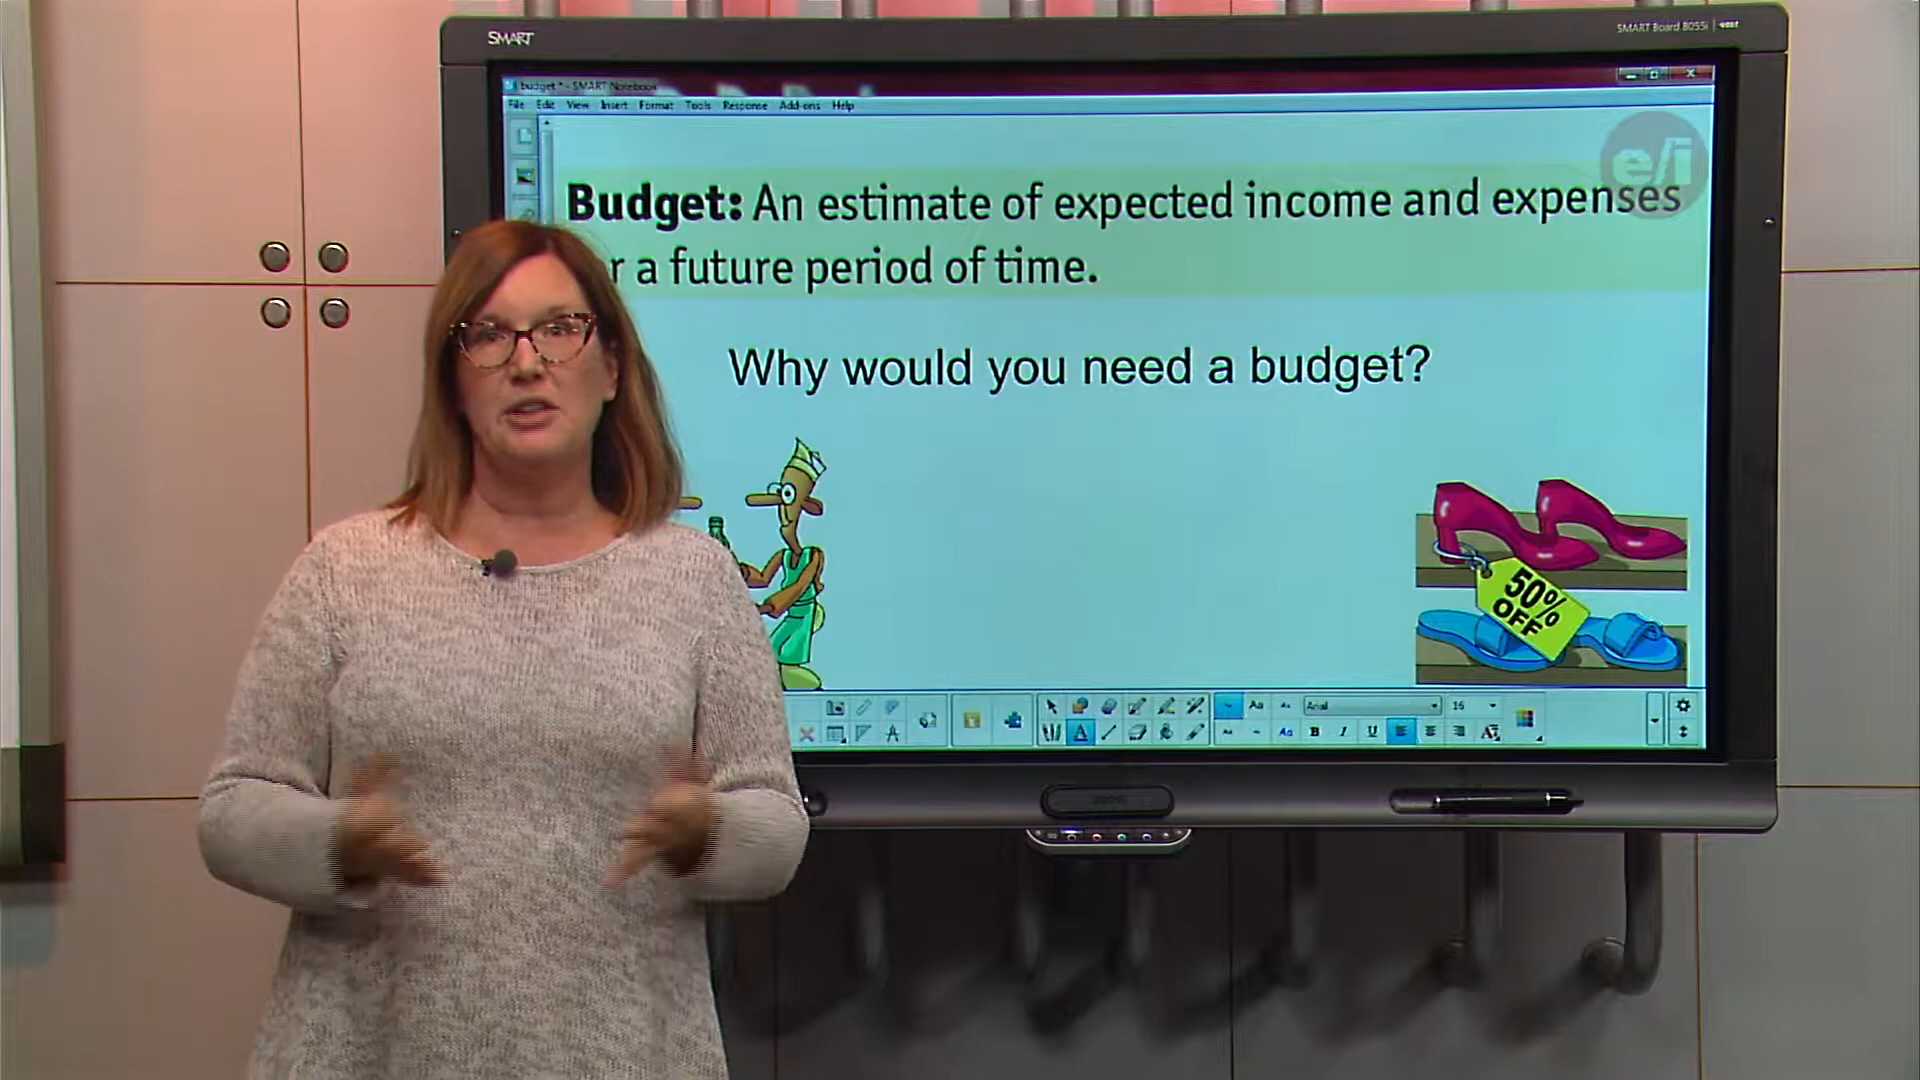 SMART
SMART Board 8055i
budget * - SMART Notebook
File Edit View Insert Format Tools Response Add-ons Help
e/i
Budget: An estimate of expected income and expenses
r a future period of time.
Why would you need a budget?
50%
OFF
Aa
Arial 16
A
Aa B I U